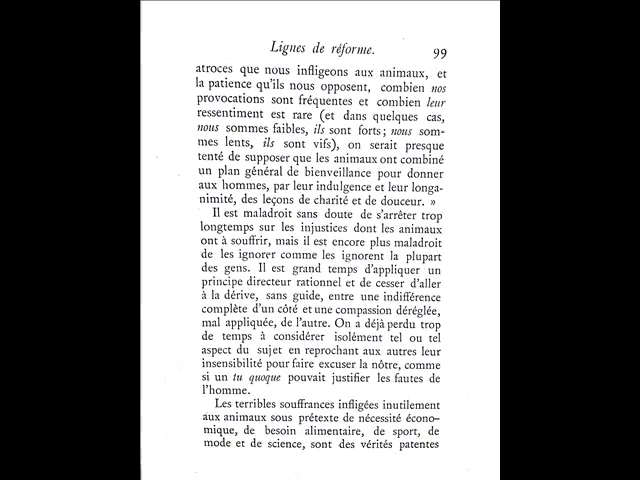 Lignes de réforme. 99
atroces que nous infligeons aux animaux, et
la patience qu'ils nous opposent, combien nos
provocations sont fréquentes et combien leur
ressentiment est rare (et dans quelques cas,
nous sommes faibles, ils sont forts ; nous som-
mes lents, ils sont vifs), on serait presque
tenté de supposer que les animaux ont combiné
un plan général de bienveillance pour donner
aux hommes, par leur indulgence et leur longa-
nimité, des leçons de charité et de douceur. »
Il est maladroit sans doute de s'arrêter trop
longtemps sur les injustices dont les animaux
ont à souffrir, mais il est encore plus maladroit
de les ignorer comme les ignorent la plupart
des gens. Il est grand temps d'appliquer un
principe directeur rationnel et de cesser d'aller
à la dérive, sans guide, entre une indifférence
complète d'un côté et une compassion déréglée,
mal appliquée, de l'autre. On a déjà perdu trop
de temps à considérer isolément tel ou tel
aspect du sujet en reprochant aux autres leur
insensibilité pour faire excuser la nôtre, comme
si un tu quoque pouvait justifier les fautes de
l'homme.
Les terribles souffrances infligées inutilement
aux animaux sous prétexte de nécessité écono-
mique, de besoin alimentaire, de sport, de
mode et de science, sont des vérités patentes